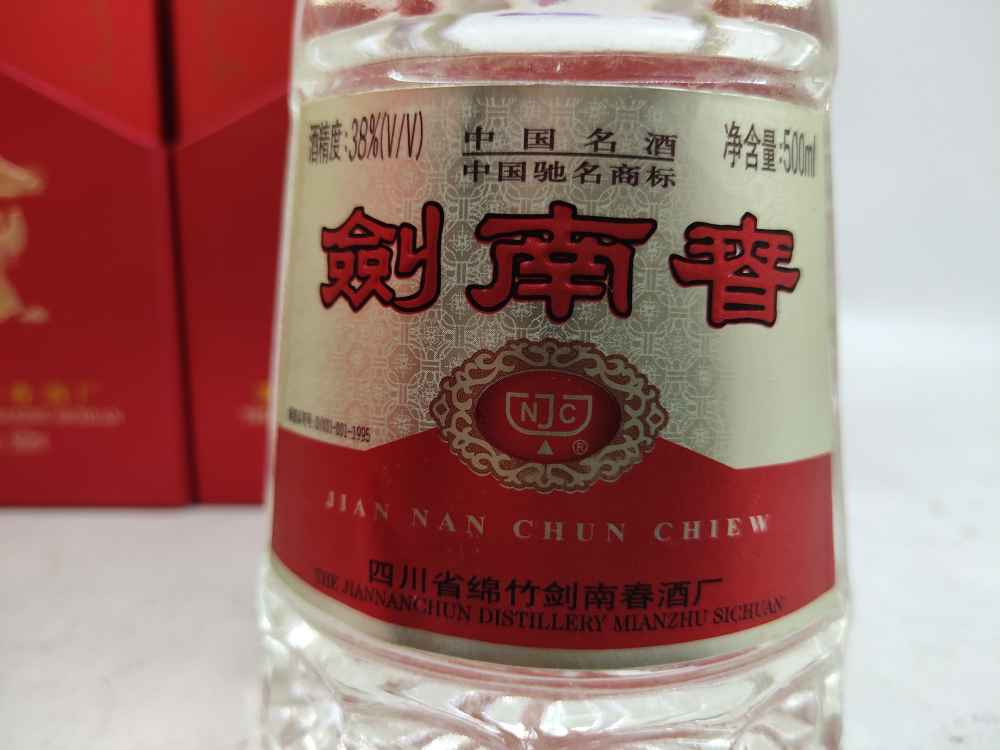 酒精度:38%(V/V)
中国名酒
中国驰名商标
净含量:500ml
劍南春
NJC
®
JIAN NAN CHUN CHIEW
四川省绵竹剑南春酒厂
THE JIANNANCHUN DISTILLERY MIANZHU SICHUAN